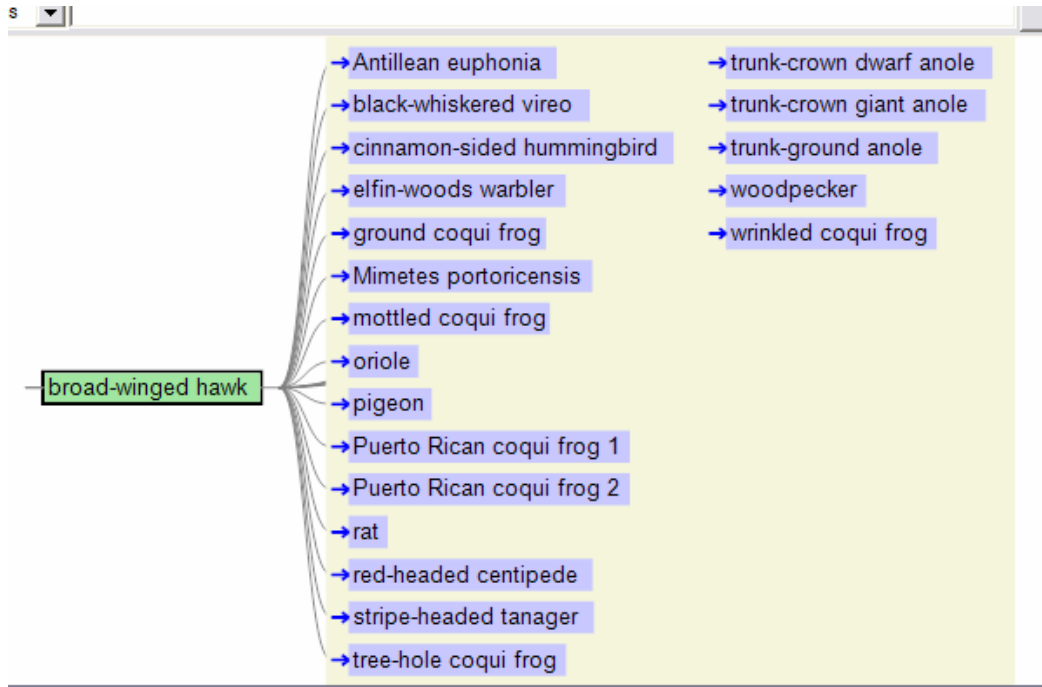 s
Antillean euphonia
black-whiskered vireo
cinnamon-sided hummingbird
elfin-woods warbler
ground coqui frog
Mimetes portoricensis
mottled coqui frog
oriole
broad-winged hawk
pigeon
Puerto Rican coqui frog 1
Puerto Rican coqui frog 2
rat
red-headed centipede
stripe-headed tanager
tree-hole coqui frog
trunk-crown dwarf anole
trunk-crown giant anole
trunk-ground anole
woodpecker
wrinkled coqui frog